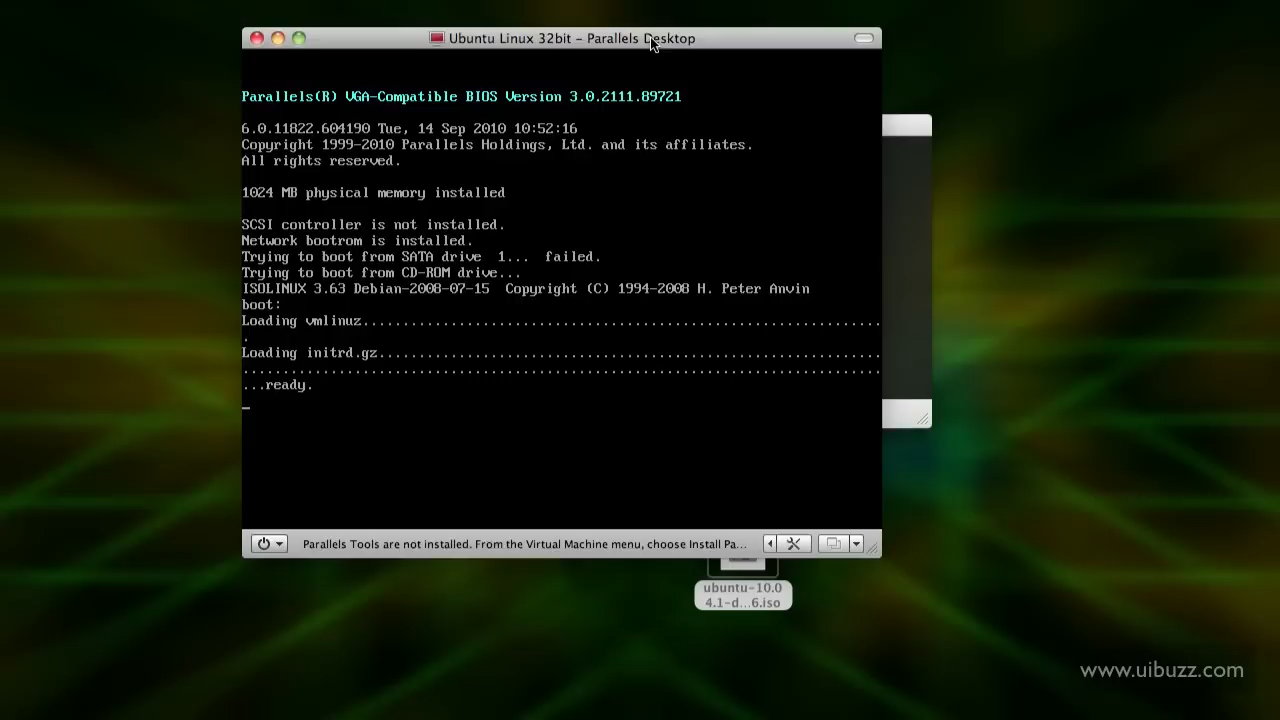 Ubuntu Linux 32bit - Parallels Desktop
Parallels(R) VGA-Compatible BIOS Version 3.0.2111.89721
6.0.11822.604190 Tue, 14 Sep 2010 10:52:16
Copyright 1999-2010 Parallels Holdings, Ltd. and its affiliates.
All rights reserved.
1024 MB physical memory installed
SCSI controller is not installed.
Network bootrom is installed.
Trying to boot from SATA drive  1...  failed.
Trying to boot from CD-ROM drive...
ISOLINUX 3.63 Debian-2008-07-15  Copyright (C) 1994-2008 H. Peter Anvin
boot:
Loading vmlinuz.................................................................
.
Loading initrd.gz...............................................................
................................................................................
...ready.
Parallels Tools are not installed. From the Virtual Machine menu, choose Install Pa...
ubuntu-10.0
4.1-d...6.iso
www.uibuzz.com